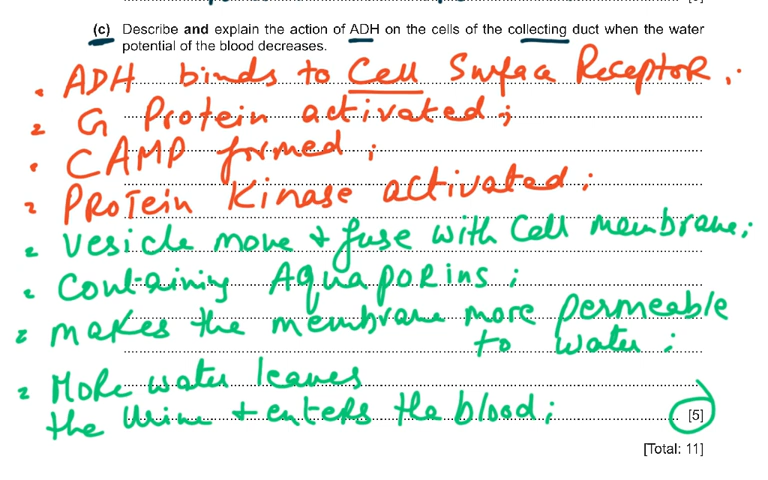 (c) Describe and explain the action of ADH on the cells of the collecting duct when the water
potential of the blood decreases.
ADH binds to Cell Surface Receptor.
G Protein activated;
CAMP formed;
Protein Kinase activated;
vesicle move + fuse with Cell membrane;
Containing Aquaporins;
makes the membrane more permeable
to water;
More water leaves
the Urine + enters the blood; [5]
[Total: 11]